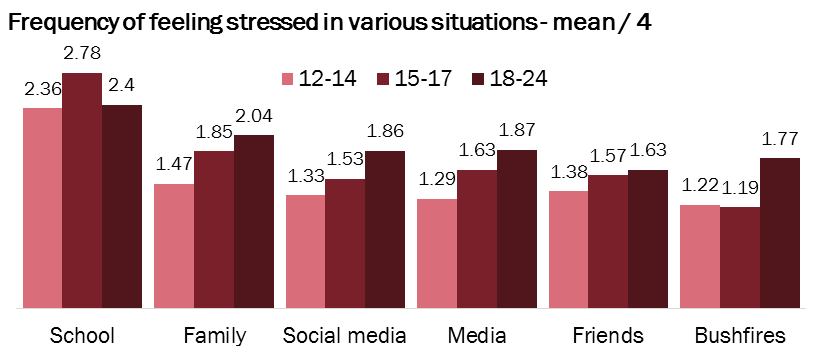 Frequency of feeling stressed in various situations - mean / 4
12-14 15-17 18-24
2.36 2.78 2.4
1.47 1.85 2.04
1.33 1.53 1.86
1.29 1.63 1.87
1.38 1.57 1.63
1.22 1.19 1.77
School Family Social media Media Friends Bushfires